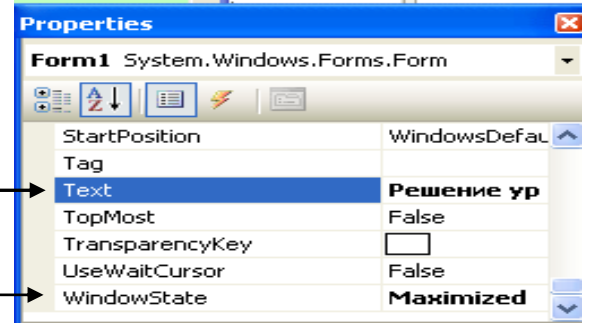 Properties
Form1 System.Windows.Forms.Form
StartPosition WindowsDefau
Tag
Text Решение ур
TopMost False
TransparencyKey
UseWaitCursor False
WindowState Maximized